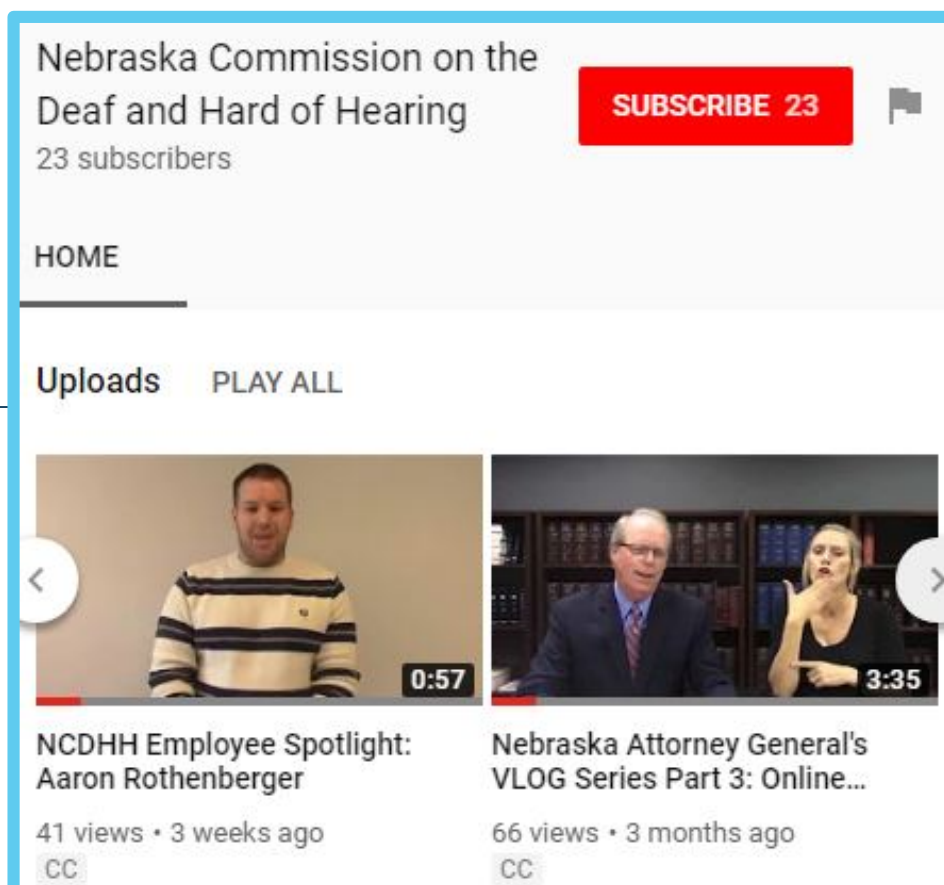 Nebraska Commission on the
Deaf and Hard of Hearing
23 subscribers
SUBSCRIBE 23
HOME
Uploads PLAY ALL
0:57
3:35
NCDHH Employee Spotlight:
Aaron Rothenberger
41 views • 3 weeks ago
CC
Nebraska Attorney General's
VLOG Series Part 3: Online...
66 views • 3 months ago
CC